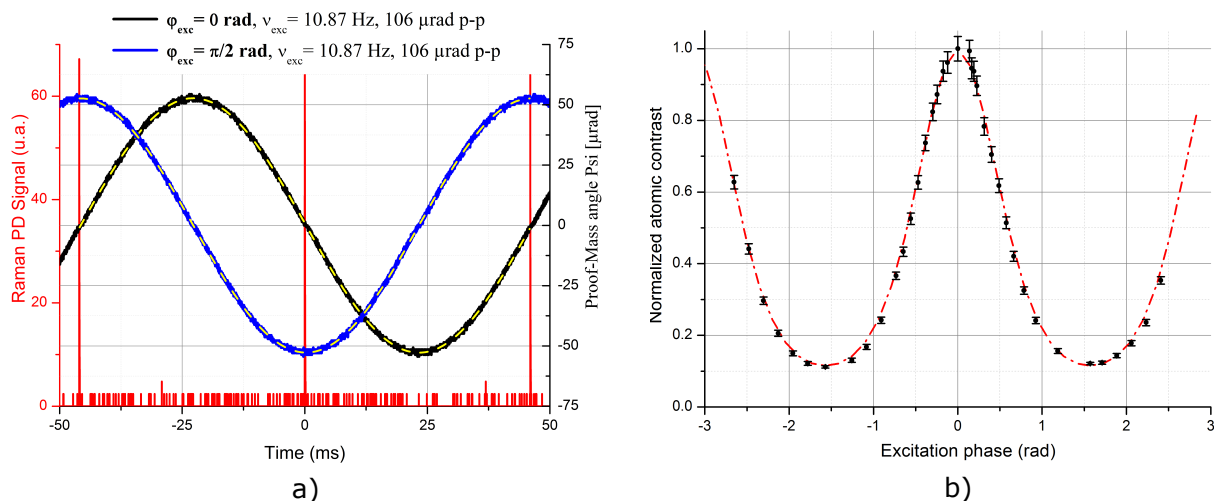 φexc= 0 rad, νexc= 10.87 Hz, 106 µrad p-p
φexc= π/2 rad, νexc= 10.87 Hz, 106 µrad p-p
Raman PD Signal (u.a.)
60
40
20
0
75
50
25
0
-25
-50
-75
Proof-Mass angle Psi [µrad]
-50 -25 0 25 50
Time (ms)
a)
Normalized atomic contrast
1.0
0.8
0.6
0.4
0.2
0.0
-3 -2 -1 0 1 2 3
Excitation phase (rad)
b)